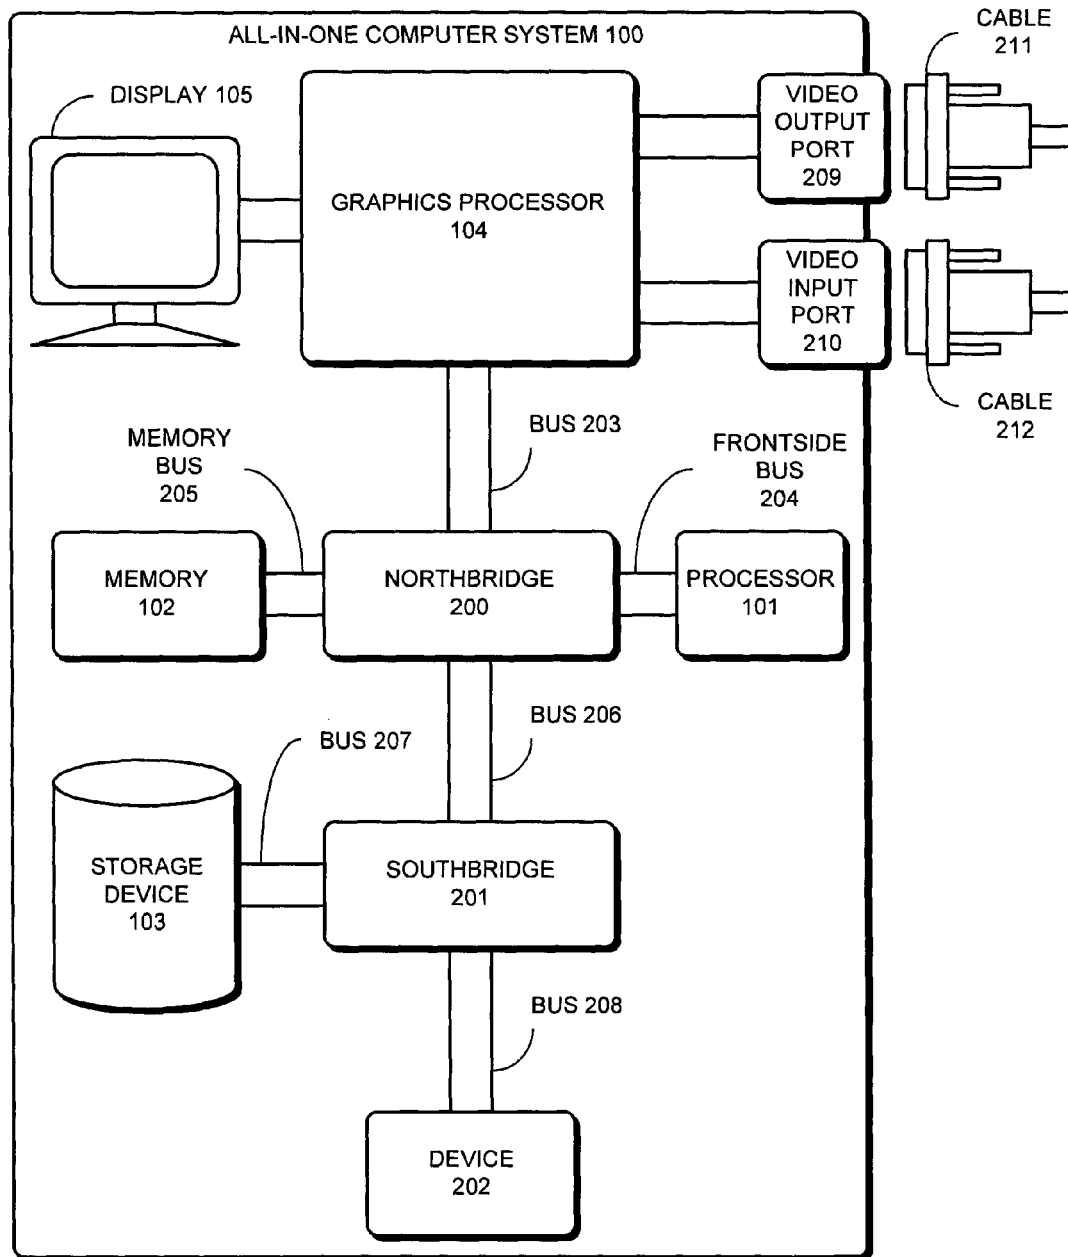 ALL-IN-ONE COMPUTER SYSTEM 100
CABLE
211
DISPLAY 105
VIDEO
OUTPUT
PORT
209
GRAPHICS PROCESSOR
104
VIDEO
INPUT
PORT
210
CABLE
212
BUS 203
MEMORY
BUS
205
FRONTSIDE
BUS
204
MEMORY
102
NORTHBRIDGE
200
PROCESSOR
101
BUS 206
BUS 207
STORAGE
DEVICE
103
SOUTHBRIDGE
201
BUS 208
DEVICE
202